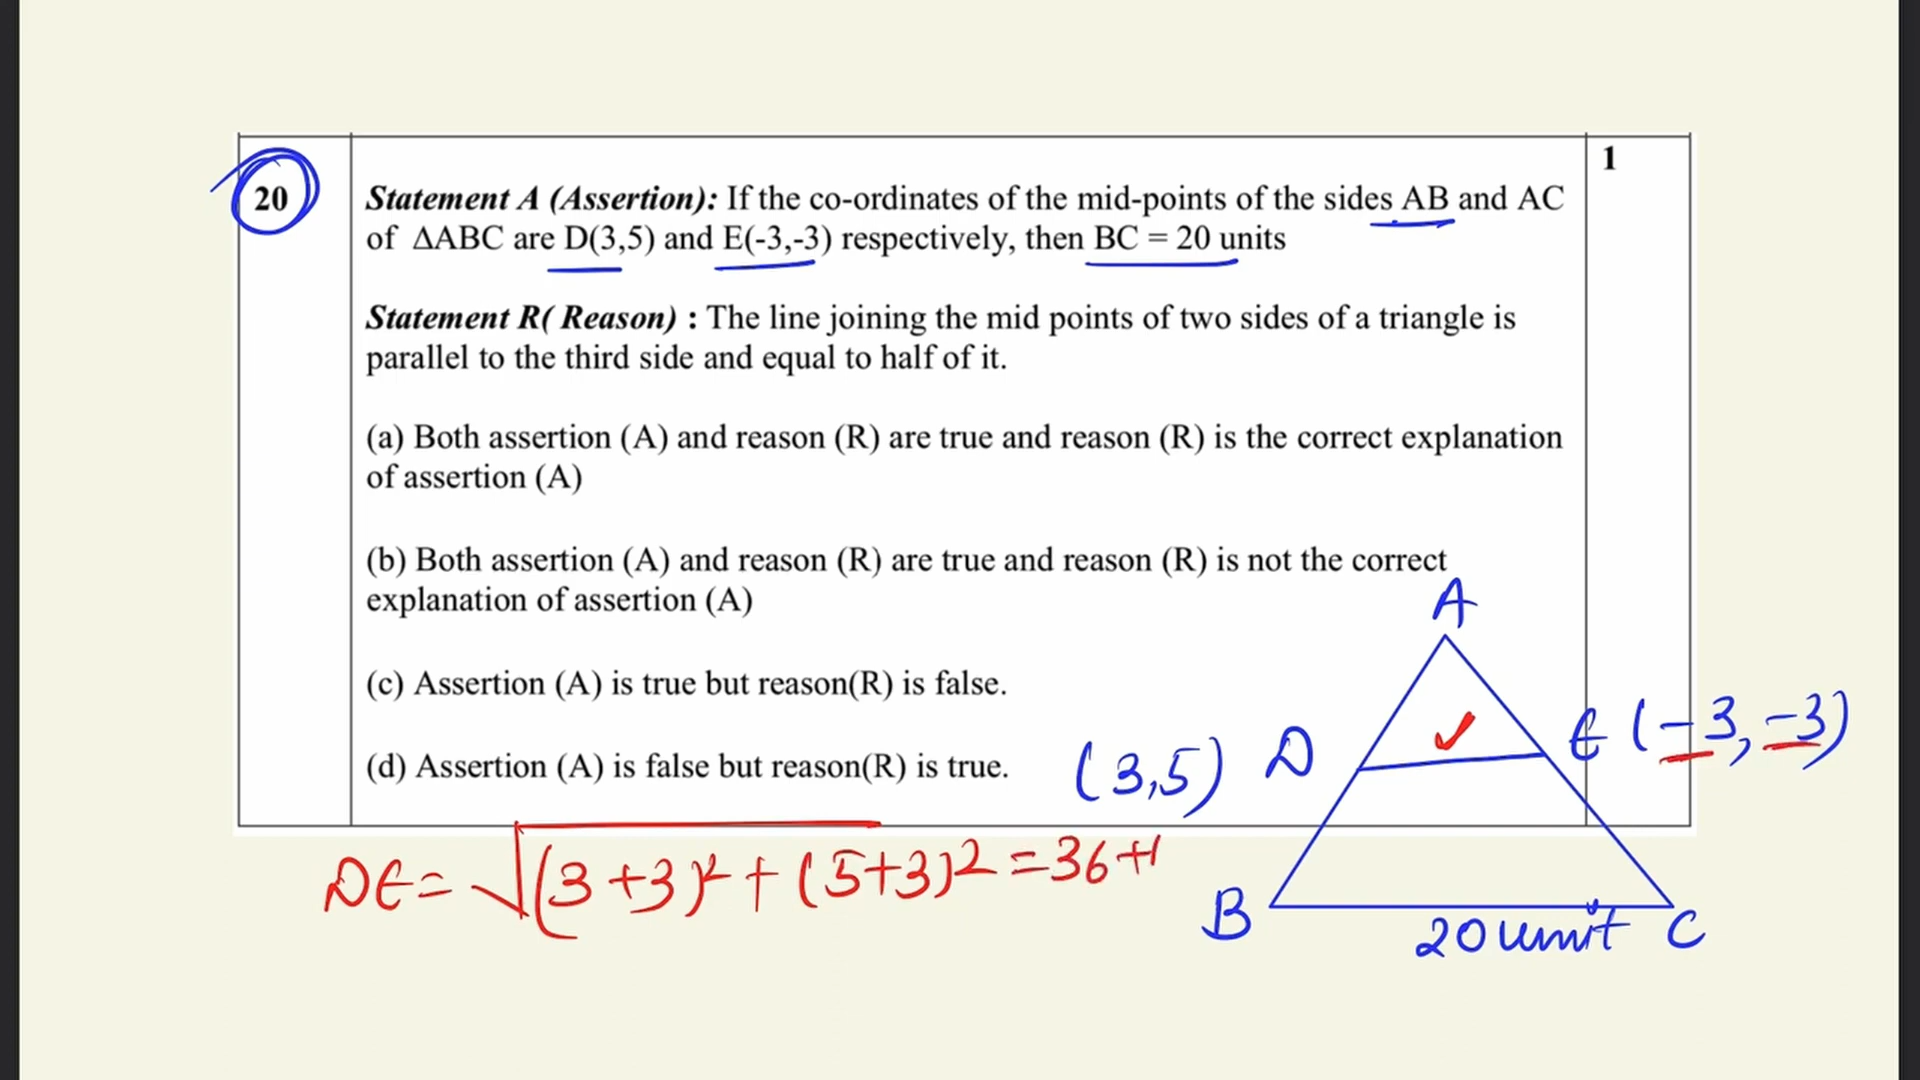 1
20
Statement A (Assertion): If the co-ordinates of the mid-points of the sides AB and AC
of ΔABC are D(3,5) and E(-3,-3) respectively, then BC = 20 units
Statement R( Reason) : The line joining the mid points of two sides of a triangle is
parallel to the third side and equal to half of it.
(a) Both assertion (A) and reason (R) are true and reason (R) is the correct explanation
of assertion (A)
(b) Both assertion (A) and reason (R) are true and reason (R) is not the correct
explanation of assertion (A)
(c) Assertion (A) is true but reason(R) is false.
(d) Assertion (A) is false but reason(R) is true.
A
(3,5) D
E (-3,-3)
B
20 unit C
DE = √(3+3)² + (5+3)² = 36+1